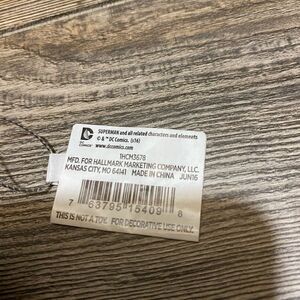 SUPERMAN and all related characters and elements
© & ™ DC Comics. (s16)
DC
COMICS
www.dccomics.com
1HCM3678
MFD. FOR HALLMARK MARKETING COMPANY, LLC.
KANSAS CITY, MO 64141 MADE IN CHINA JUN16
7 63795 15409 8
THIS IS NOT A TOY. FOR DECORATIVE USE ONLY.